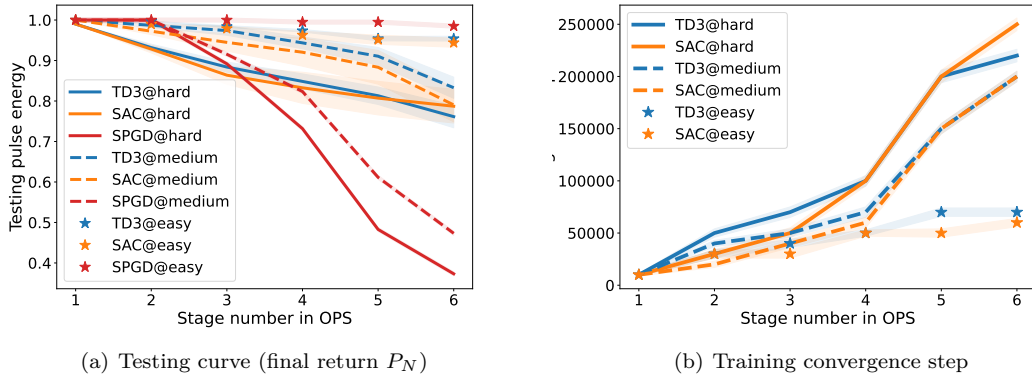 1.0
0.9
0.8
0.7
0.6
0.5
0.4
Testing pulse energy
TD3@hard
SAC@hard
SPGD@hard
TD3@medium
SAC@medium
SPGD@medium
TD3@easy
SAC@easy
SPGD@easy
1 2 3 4 5 6
Stage number in OPS
(a) Testing curve (final return P_N)
250000
200000
150000
100000
50000
0
TD3@hard
SAC@hard
TD3@medium
SAC@medium
TD3@easy
SAC@easy
1 2 3 4 5 6
Stage number in OPS
(b) Training convergence step